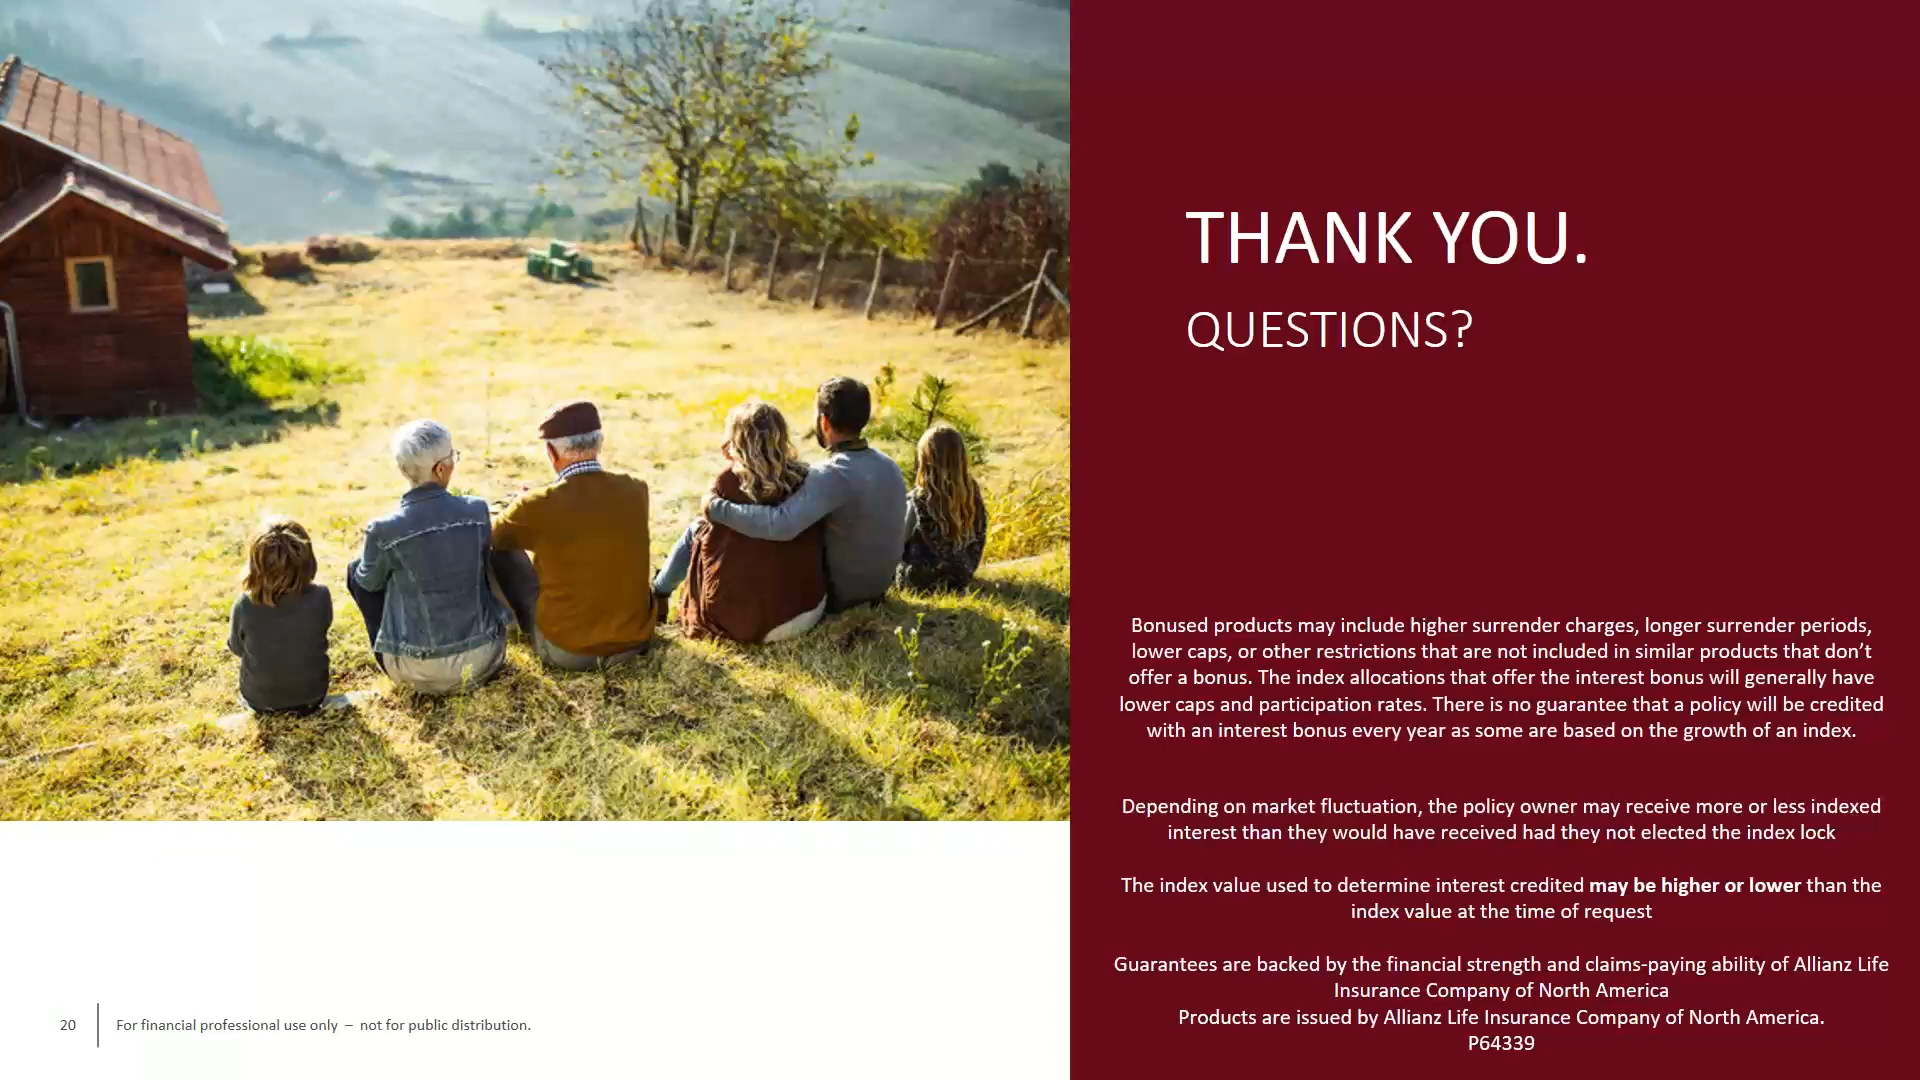 THANK YOU.
QUESTIONS?
Bonused products may include higher surrender charges, longer surrender periods,
lower caps, or other restrictions that are not included in similar products that don’t
offer a bonus. The index allocations that offer the interest bonus will generally have
lower caps and participation rates. There is no guarantee that a policy will be credited
with an interest bonus every year as some are based on the growth of an index.
Depending on market fluctuation, the policy owner may receive more or less indexed
interest than they would have received had they not elected the index lock
The index value used to determine interest credited may be higher or lower than the
index value at the time of request
Guarantees are backed by the financial strength and claims-paying ability of Allianz Life
Insurance Company of North America
Products are issued by Allianz Life Insurance Company of North America.
P64339
20
For financial professional use only – not for public distribution.